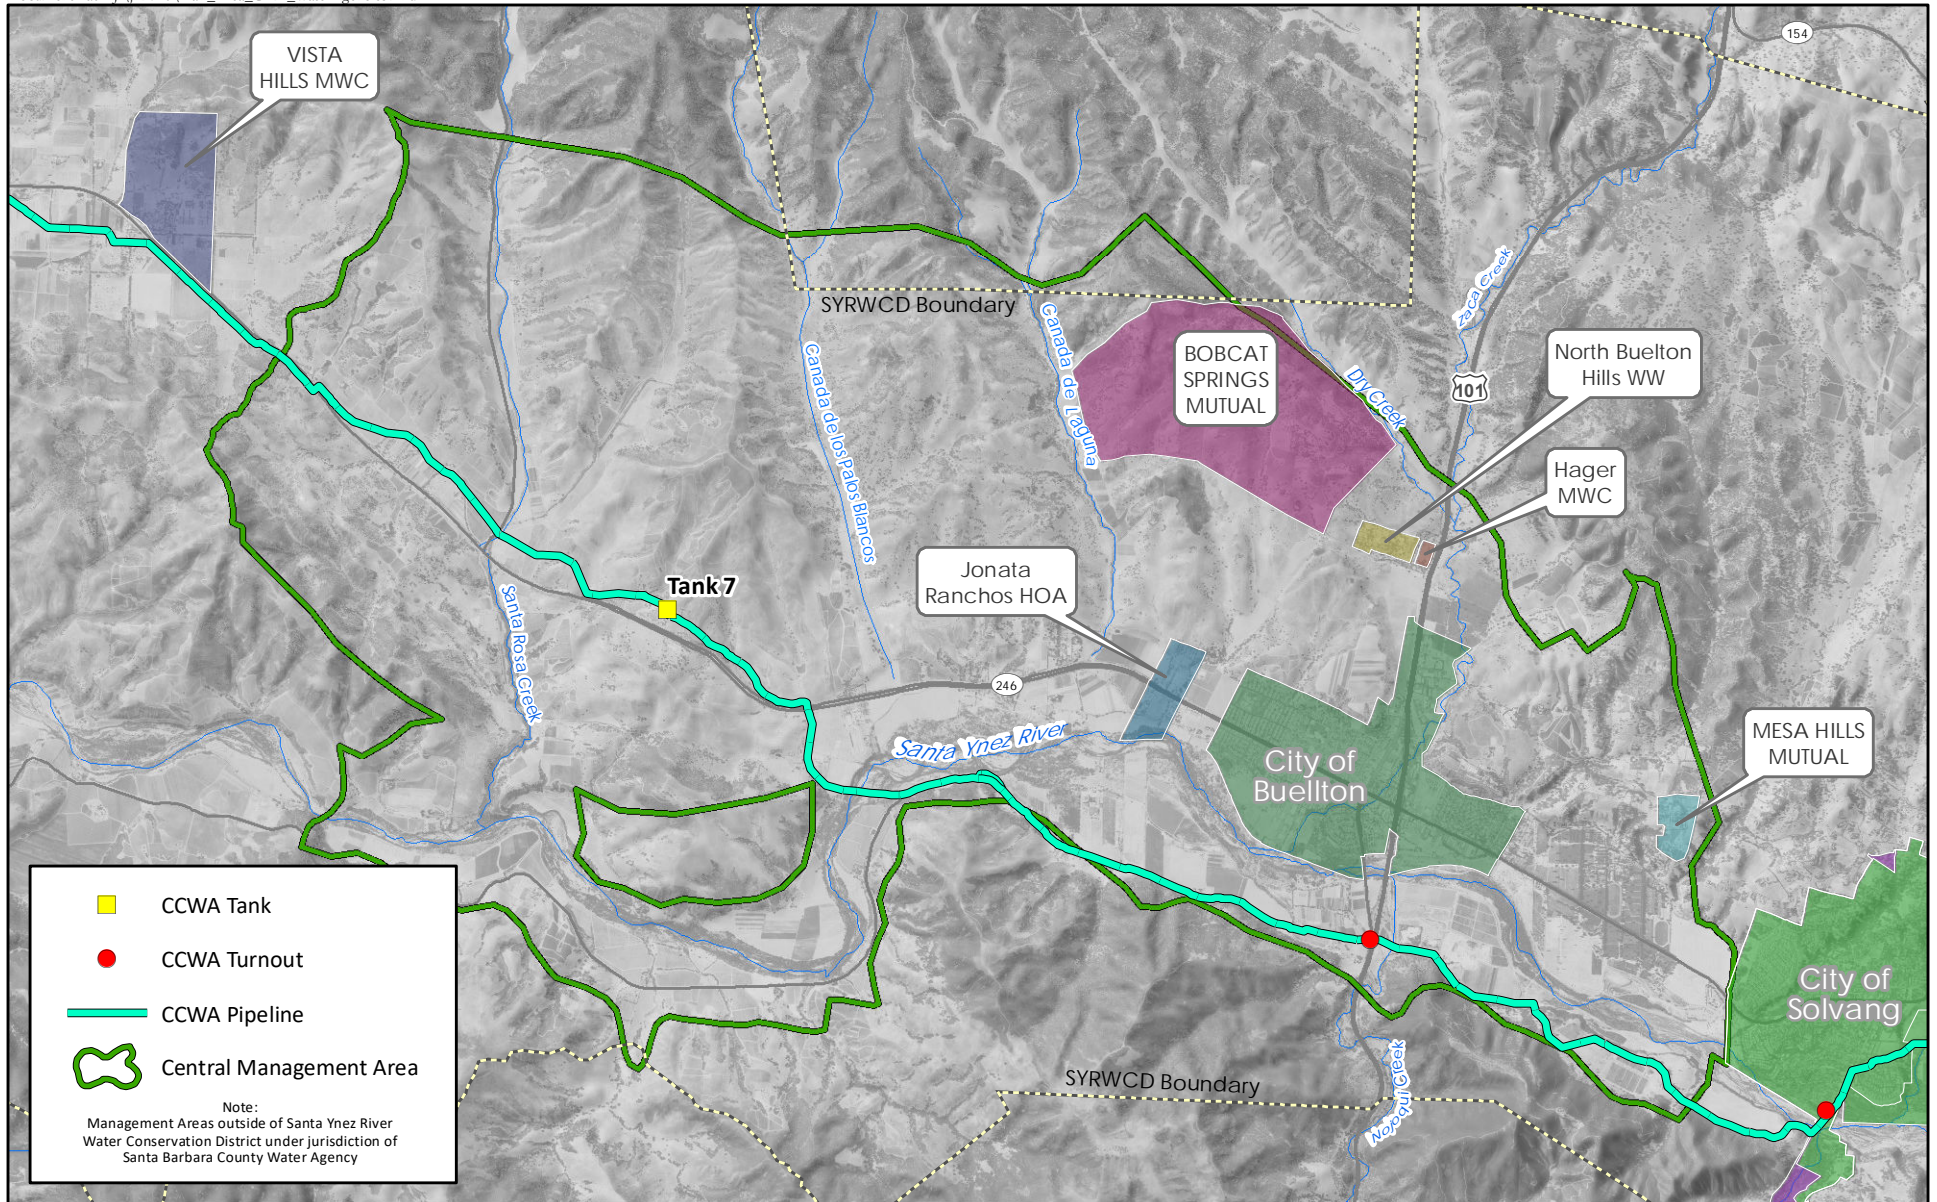 VISTA
HILLS MWC
154
SYRWCD Boundary
Zaca Creek
Canada de Laguna
BOBCAT
SPRINGS
MUTUAL
Canada de los Palos Blancos
Dry Creek
101
North Buelton
Hills WW
Hager
MWC
Jonata
Ranchos HOA
Tank 7
Santa Rosa Creek
246
Santa Ynez River
City of
Buellton
MESA HILLS
MUTUAL
City of
Solvang
SYRWCD Boundary
Nojoqui Creek
CCWA Tank
CCWA Turnout
CCWA Pipeline
Central Management Area
Note:
Management Areas outside of Santa Ynez River
Water Conservation District under jurisdiction of
Santa Barbara County Water Agency